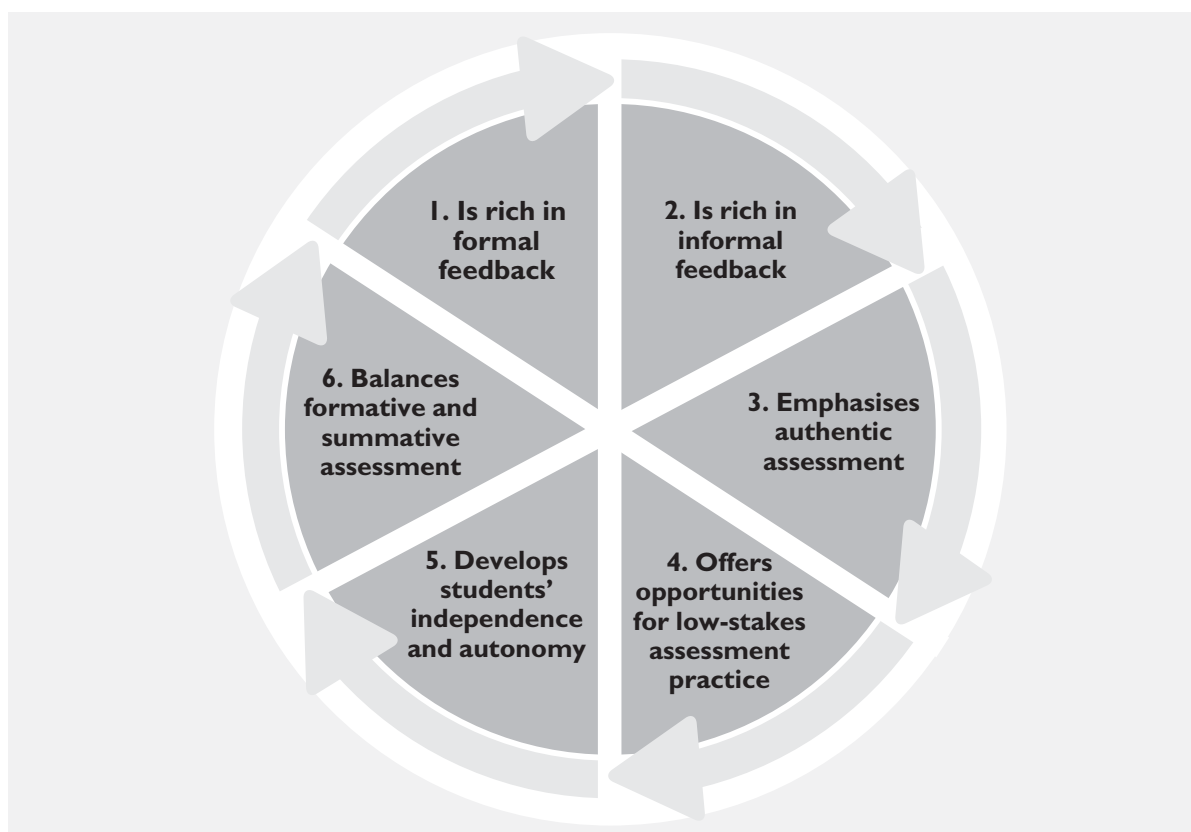 1. Is rich in
formal
feedback
2. Is rich in
informal
feedback
3. Emphasises
authentic
assessment
4. Offers
opportunities
for low-stakes
assessment
practice
5. Develops
students’
independence
and autonomy
6. Balances
formative and
summative
assessment